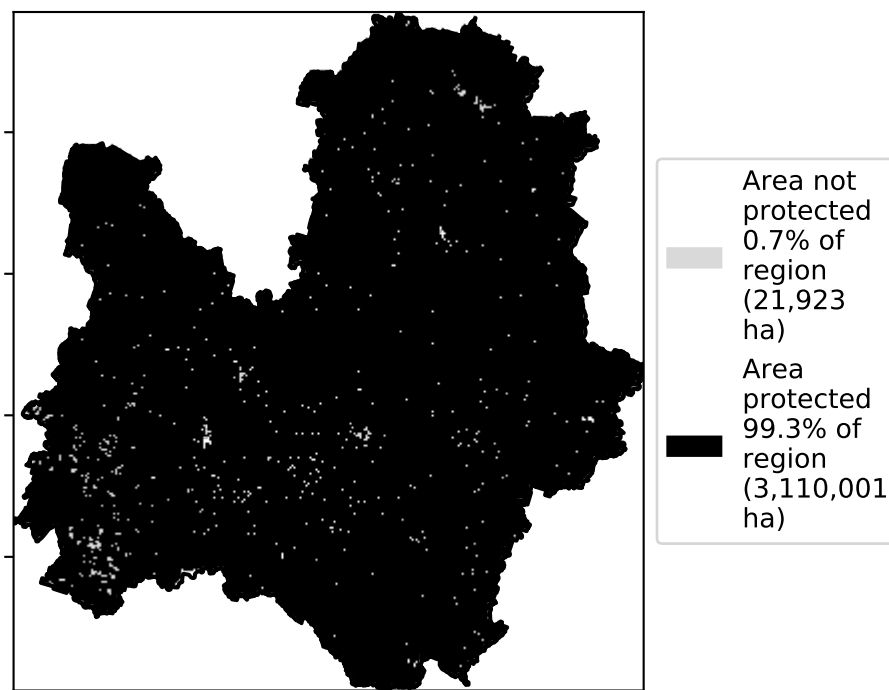 Area not
protected
0.7% of
region
(21,923
ha)
Area
protected
99.3% of
region
(3,110,001
ha)